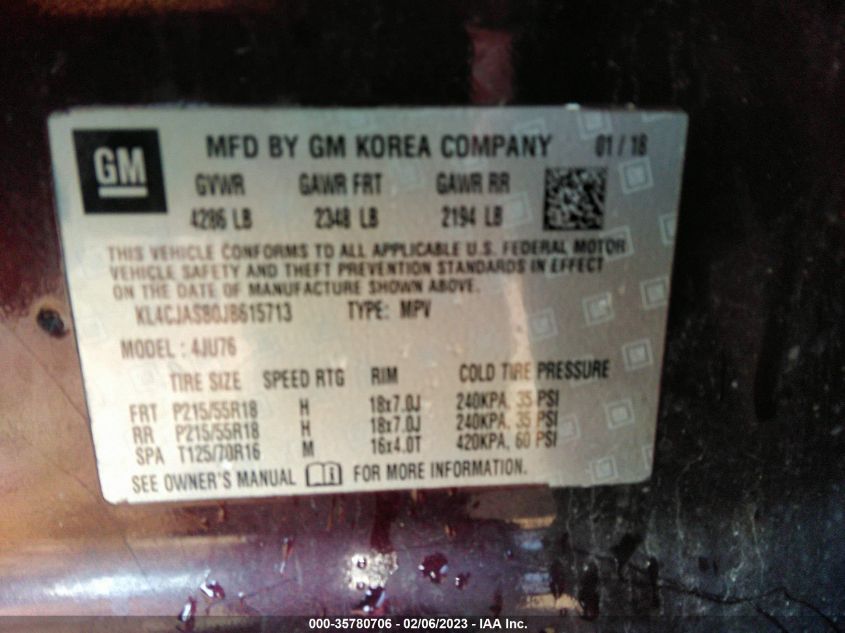 GM
MFD BY GM KOREA COMPANY 01 / 18
GVWR GAWR FRT GAWR RR
4286 LB 2348 LB 2194 LB
THIS VEHICLE CONFORMS TO ALL APPLICABLE U.S. FEDERAL MOTOR
VEHICLE SAFETY AND THEFT PREVENTION STANDARDS IN EFFECT
ON THE DATE OF MANUFACTURE SHOWN ABOVE.
KL4CJASB0JB615713 TYPE: MPV
MODEL : 4JU76
TIRE SIZE SPEED RTG RIM COLD TIRE PRESSURE
FRT P215/55R18 H 18x7.0J 240KPA, 35 PSI
RR P215/55R18 H 18x7.0J 240KPA, 35 PSI
SPA T125/70R16 M 16x4.0T 420KPA, 60 PSI
SEE OWNER'S MANUAL FOR MORE INFORMATION.
000-35780706 - 02/06/2023 - IAA Inc.